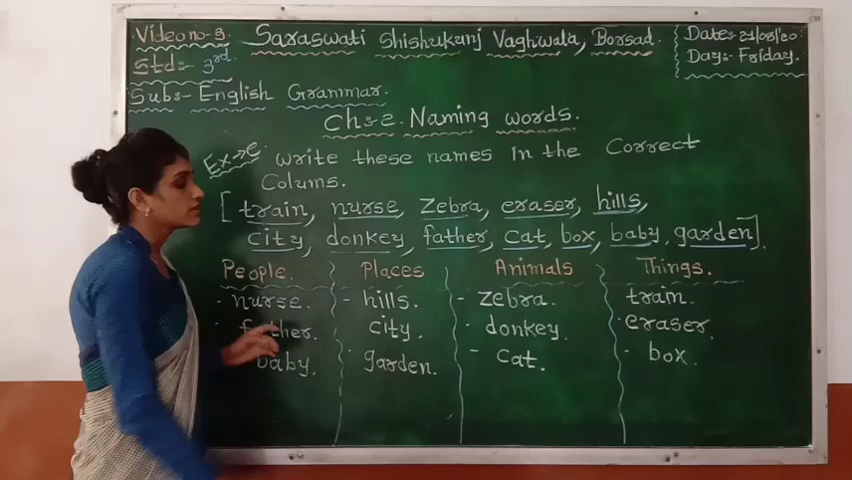 Video no-9.
Saraswati Shishukunj Vaghwala, Borsad.
Date:- 21/08/20
Std:- 3rd.
Day:- Friday.
Sub:- English Grammar.
Ch:-2. Naming words.
Ex→2. Write these names in the Correct
Colums.
[train, nurse, zebra, eraser, hills,
city, donkey, father, cat, box, baby, garden].
People. Places Animals Things.
- nurse. - hills. - zebra. train.
- father. city. - donkey. - eraser.
baby. - garden. - cat. - box.